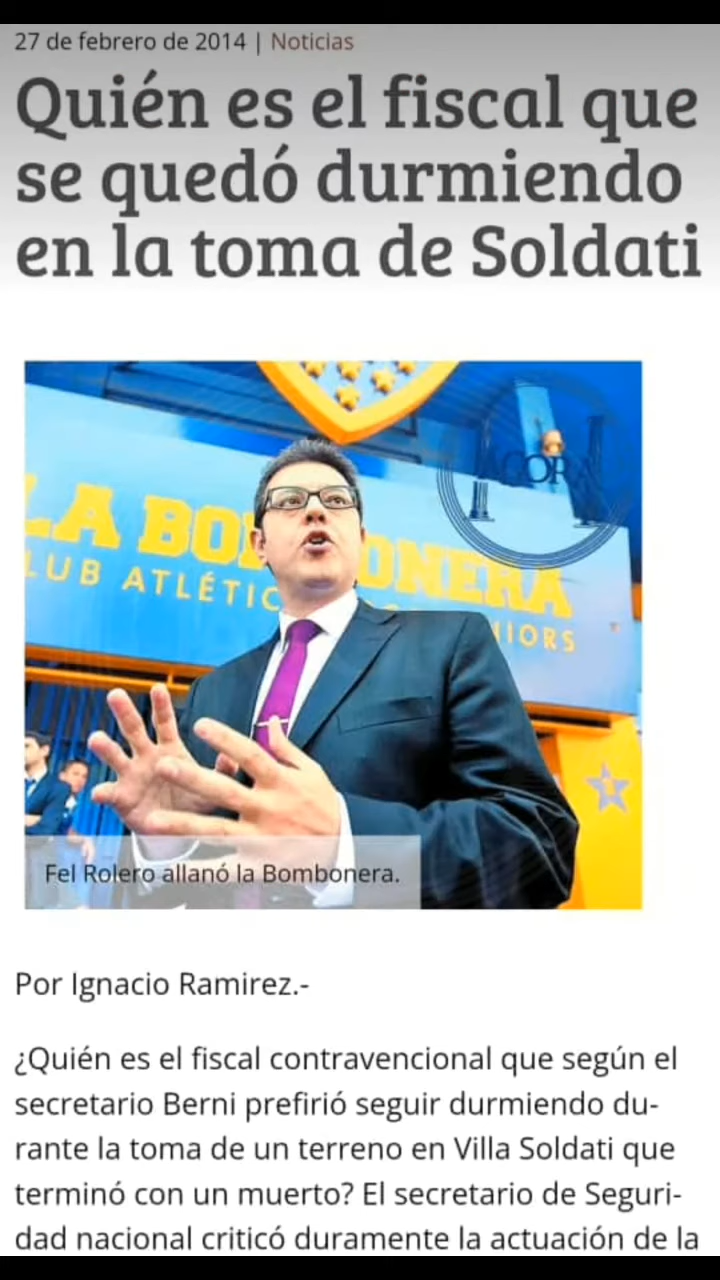 27 de febrero de 2014 | Noticias
Quién es el fiscal que
se quedó durmiendo
en la toma de Soldati
AGORA
LA BOMBONERA
CLUB ATLÉTIC
NIORS
Fel Rolero allanó la Bombonera.
Por Ignacio Ramirez.-
¿Quién es el fiscal contravencional que según el
secretario Berni prefirió seguir durmiendo du-
rante la toma de un terreno en Villa Soldati que
terminó con un muerto? El secretario de Seguri-
dad nacional criticó duramente la actuación de la